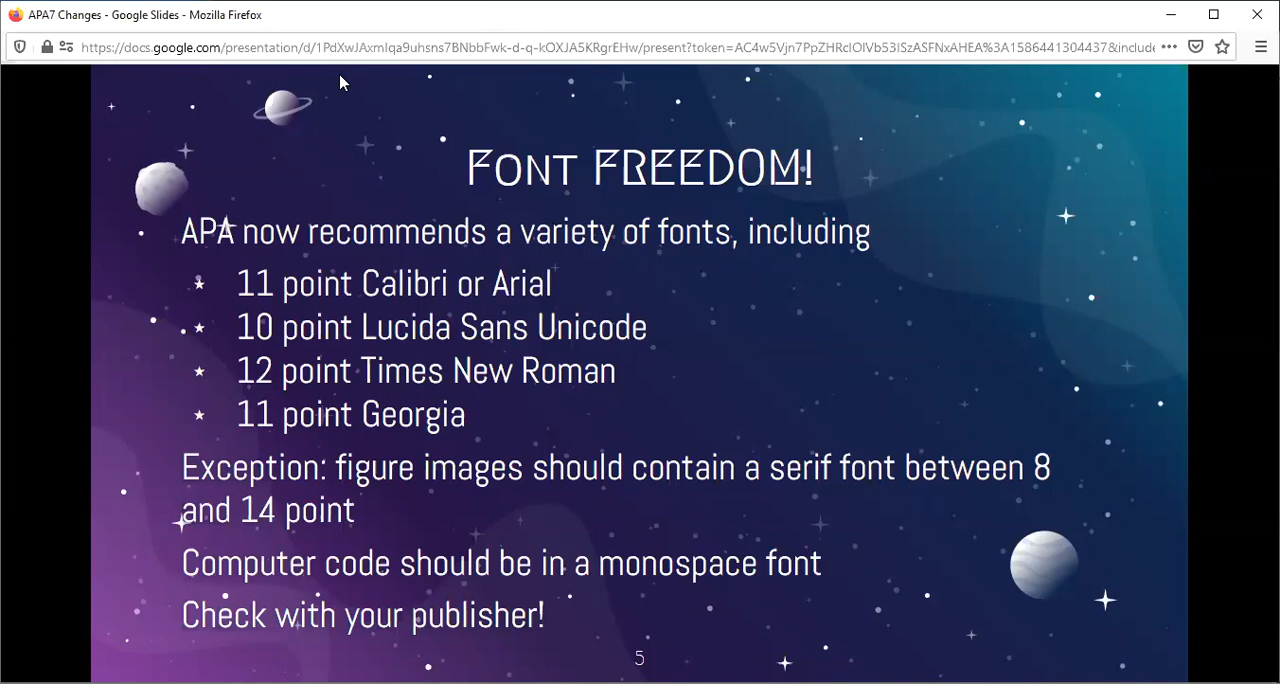 APA7 Changes - Google Slides - Mozilla Firefox
https://docs.google.com/presentation/d/1PdXwJAxmIqa9uhsns7BNbbFwk-d-q-kOXJA5KRgrEHw/present?token=AC4w5Vjn7PpZHRcIOlVb53ISzASFNxAHEA%3A1586441304437&include
FONT FREEDOM!
APA now recommends a variety of fonts, including
★ 11 point Calibri or Arial
★ 10 point Lucida Sans Unicode
★ 12 point Times New Roman
★ 11 point Georgia
Exception: figure images should contain a serif font between 8
and 14 point
Computer code should be in a monospace font
Check with your publisher!
5